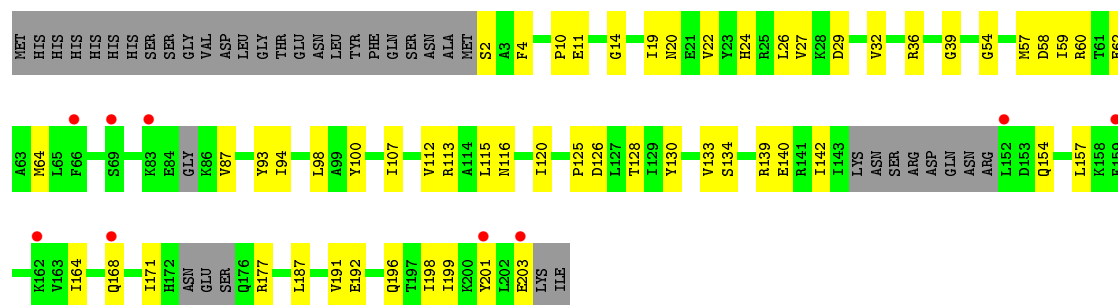 MET HIS HIS HIS HIS HIS HIS SER SER GLY VAL ASP LEU GLY THR GLU ASN LEU TYR PHE GLN SER ASN ALA MET S2 A3 F4 P10 E11 G14 I19 N20 E21 V22 Y23 H24 R25 L26 K28 V27 D29 V32 R36 G39 G54 M57 D58 I59 R60 T61
A63 M64 L65 F66 S69 K83 E84 GLY K86 V87 Y93 I94 L98 A99 Y100 I107 V112 R113 A114 L115 N116 I120 P125 D126 L127 T128 I129 Y130 V133 S134 R139 E140 R141 I142 I143 LYS ASN SER ARG ASP GLN ASN ARG L152 D153 Q154 L157 K158
K162 V163 I164 Q168 I171 H172 ASN GLU SER Q176 R177 L187 V191 E192 Q196 T197 I198 I199 K200 Y201 L202 E203 LYS ILE